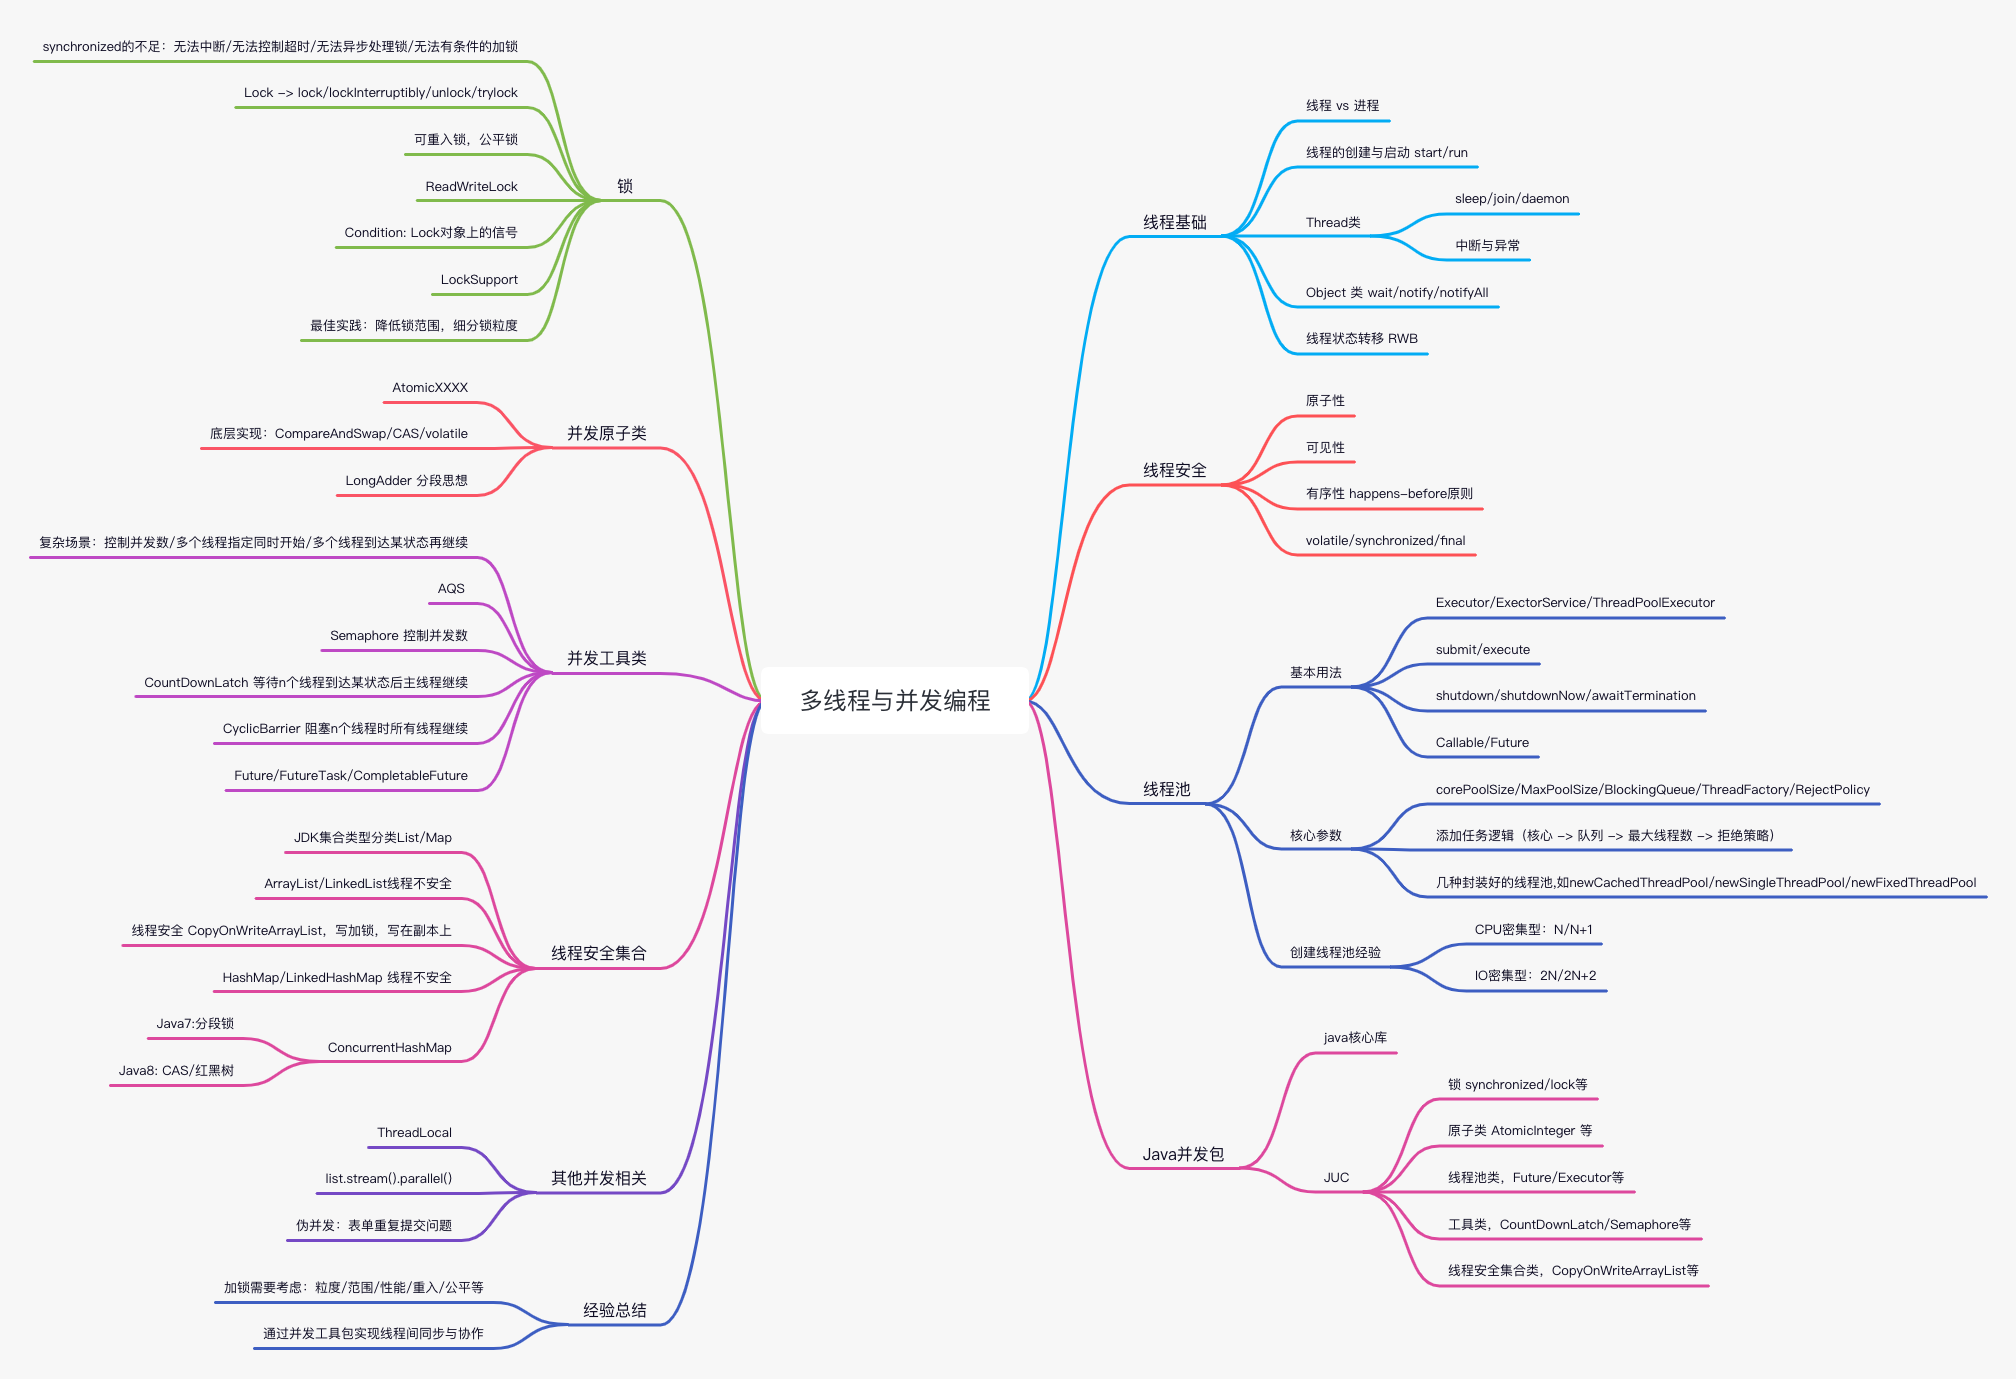 多线程与并发编程
线程基础
线程 vs 进程
线程的创建与启动 start/run
Thread类
sleep/join/daemon
中断与异常
Object 类 wait/notify/notifyAll
线程状态转移 RWB
线程安全
原子性
可见性
有序性 happens-before原则
volatile/synchronized/final
线程池
基本用法
Executor/ExectorService/ThreadPoolExecutor
submit/execute
shutdown/shutdownNow/awaitTermination
Callable/Future
核心参数
corePoolSize/MaxPoolSize/BlockingQueue/ThreadFactory/RejectPolicy
添加任务逻辑（核心 -> 队列 -> 最大线程数 -> 拒绝策略）
几种封装好的线程池,如newCachedThreadPool/newSingleThreadPool/newFixedThreadPool
创建线程池经验
CPU密集型：N/N+1
IO密集型：2N/2N+2
Java并发包
java核心库
JUC
锁 synchronized/lock等
原子类 AtomicInteger 等
线程池类，Future/Executor等
工具类，CountDownLatch/Semaphore等
线程安全集合类，CopyOnWriteArrayList等
锁
synchronized的不足：无法中断/无法控制超时/无法异步处理锁/无法有条件的加锁
Lock -> lock/lockInterruptibly/unlock/trylock
可重入锁，公平锁
ReadWriteLock
Condition: Lock对象上的信号
LockSupport
最佳实践：降低锁范围，细分锁粒度
并发原子类
AtomicXXXX
底层实现：CompareAndSwap/CAS/volatile
LongAdder 分段思想
并发工具类
复杂场景：控制并发数/多个线程指定同时开始/多个线程到达某状态再继续
AQS
Semaphore 控制并发数
CountDownLatch 等待n个线程到达某状态后主线程继续
CyclicBarrier 阻塞n个线程时所有线程继续
Future/FutureTask/CompletableFuture
线程安全集合
JDK集合类型分类List/Map
ArrayList/LinkedList线程不安全
线程安全 CopyOnWriteArrayList，写加锁，写在副本上
HashMap/LinkedHashMap 线程不安全
ConcurrentHashMap
Java7:分段锁
Java8: CAS/红黑树
其他并发相关
ThreadLocal
list.stream().parallel()
伪并发：表单重复提交问题
经验总结
加锁需要考虑：粒度/范围/性能/重入/公平等
通过并发工具包实现线程间同步与协作